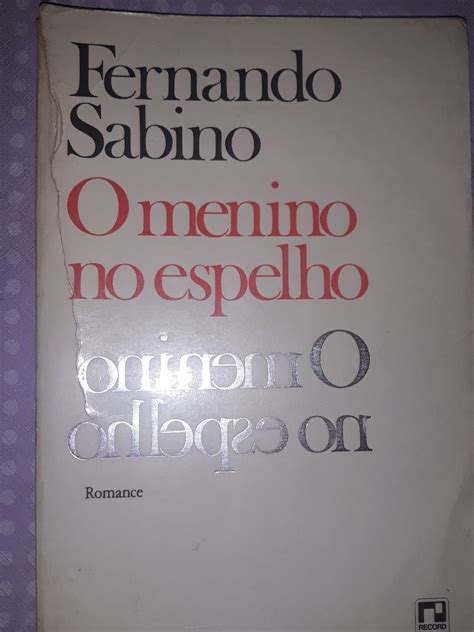 Fernando
Sabino
O menino
no espelho
O menino
no espelho
Romance
RECORD